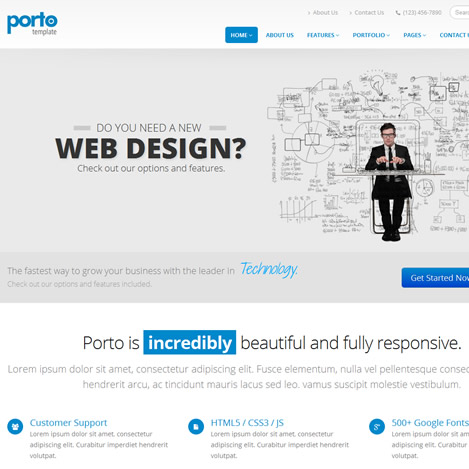 About Us
Contact Us
(123) 456-7890
porto
template
HOME
ABOUT US
FEATURES
PORTFOLIO
PAGES
CONTACT U
DO YOU NEED A NEW
WEB DESIGN?
Check out our options and features.
The fastest way to grow your business with the leader in Technology.
Check out our options and features included.
Get Started Now
Porto is incredibly beautiful and fully responsive.
Lorem ipsum dolor sit amet, consectetur adipiscing elit. Fusce elementum, nulla vel pellentesque conse
hendrerit arcu, ac tincidunt mauris lacus sed leo. vamus suscipit molestie vestibulum.
Customer Support
HTML5 / CSS3 / JS
500+ Google Fonts
Lorem ipsum dolor sit amet, consectetur
adipiscing elit. Curabitur imperdiet hendrerit
volutpat.
Lorem ipsum dolor sit amet, consectetur
adipiscing elit. Curabitur imperdiet hendrerit
volutpat.
Lorem ipsum dolor sit
adipiscing elit. Curabit
volutpat.